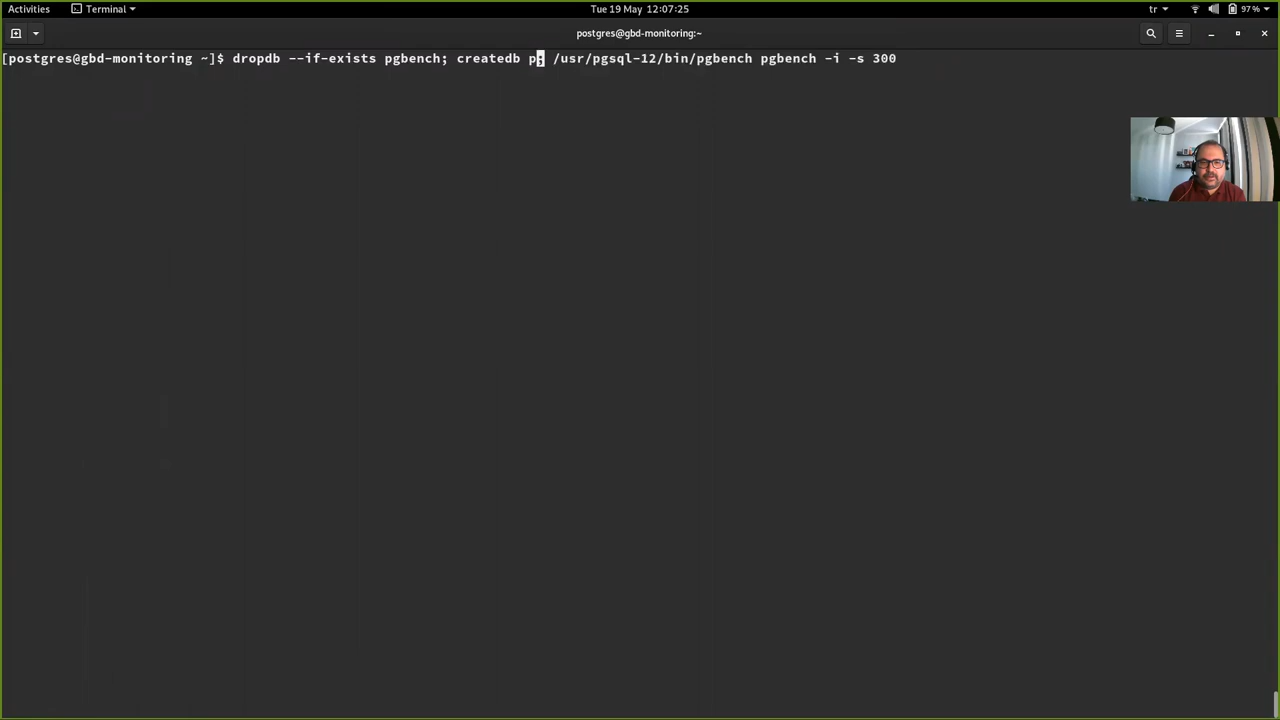 Activities Terminal Tue 19 May 12:07:25 tr 97%
postgres@gbd-monitoring:~
[postgres@gbd-monitoring ~]$ dropdb --if-exists pgbench; createdb p; /usr/pgsql-12/bin/pgbench pgbench -i -s 300